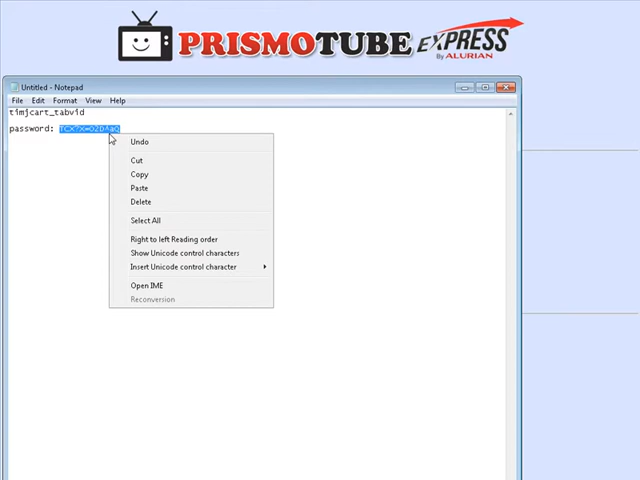 PRISMOTUBE EXPRESS
By ALURIAN
Untitled - Notepad
File Edit Format View Help
timjcart_tabvid
password:
Undo
Cut
Copy
Paste
Delete
Select All
Right to left Reading order
Show Unicode control characters
Insert Unicode control character
Open IME
Reconversion